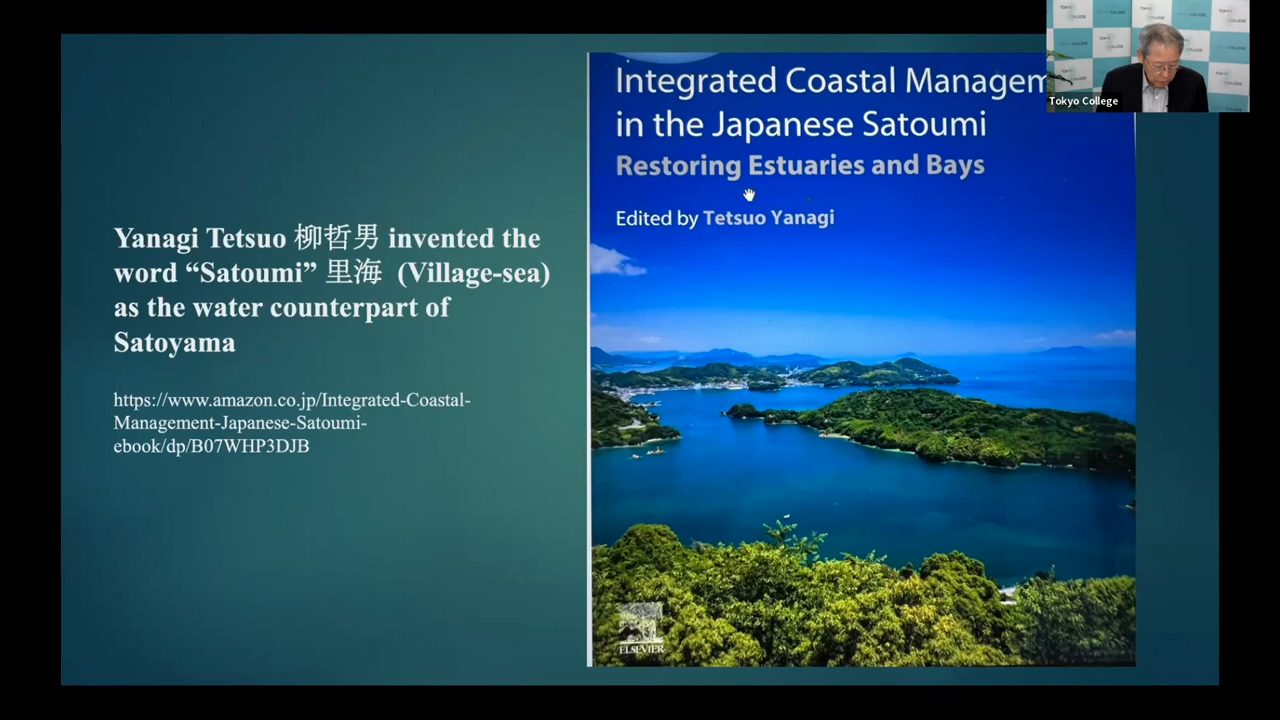 Yanagi Tetsuo 柳哲男 invented the
word “Satoumi” 里海 (Village-sea)
as the water counterpart of
Satoyama
https://www.amazon.co.jp/Integrated-Coastal-
Management-Japanese-Satoumi-
ebook/dp/B07WHP3DJB
Integrated Coastal Managem
in the Japanese Satoumi
Restoring Estuaries and Bays
Edited by Tetsuo Yanagi
ELSEVIER
Tokyo College